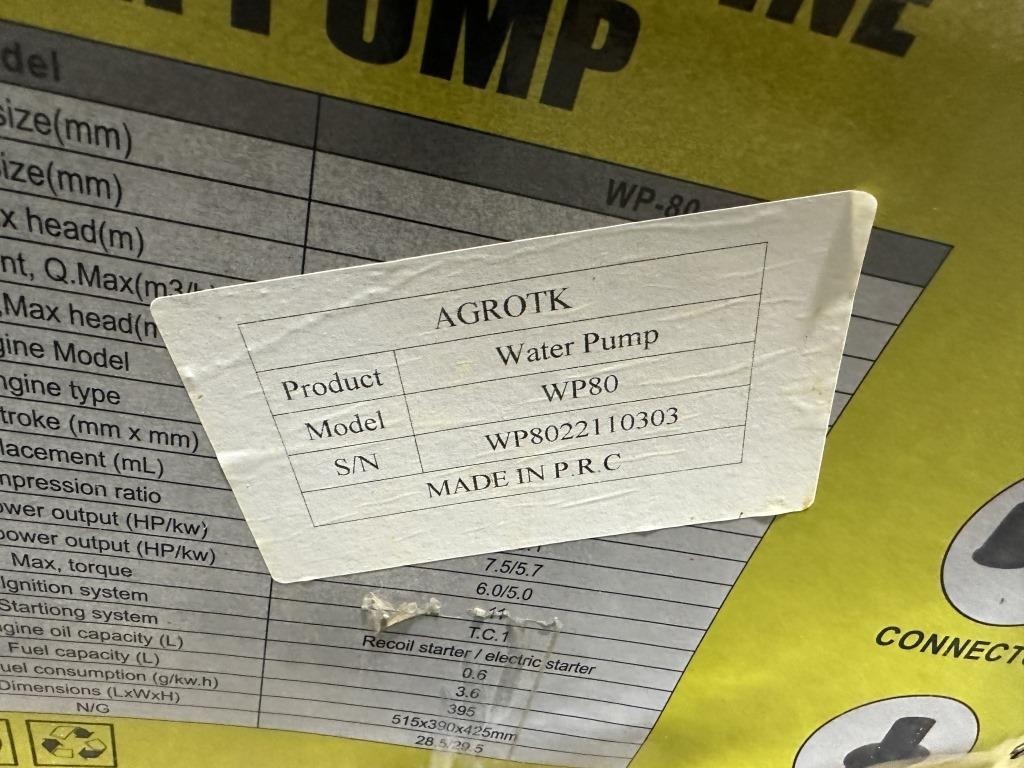 PUMP
INE
del
WP-80
size(mm)
size(mm)
x head(m)
nt, Q.Max(m3/
,Max head(m
gine Model
ngine type
troke (mm x mm)
lacement (mL)
mpression ratio
ower output (HP/kw)
7.5/5.7
power output (HP/kw)
6.0/5.0
Max, torque
11
Ignition system
T.C.1
Startiong system
Recoil starter / electric starter
ngine oil capacity (L)
0.6
Fuel capacity (L)
3.6
uel consumption (g/kw.h)
395
Dimensions (LxWxH)
515x390x425mm
N/G
28.5/29.5
AGROTK
Product Water Pump
Model WP80
S/N WP8022110303
MADE IN P.R.C
CONNECT